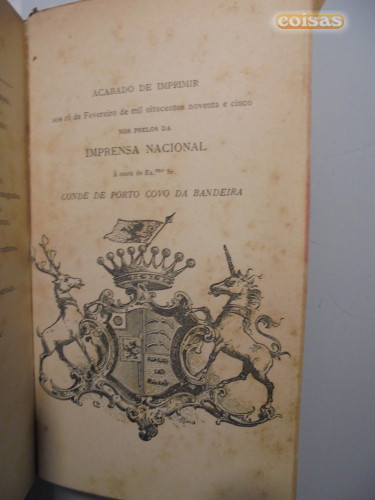 coisas
ACABADO DE IMPRIMIR
aos 16 de Fevereiro de mil oitocentos noventa e cinco
NOS PRELOS DA
IMPRENSA NACIONAL
Á custa do Ex.mo Sr.
CONDE DE PORTO COVO DA BANDEIRA